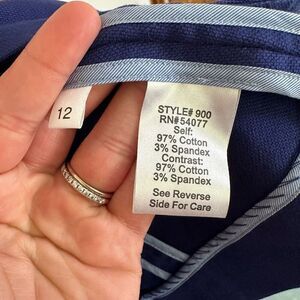 12
STYLE# 900
RN# 54077
Self:
97% Cotton
3% Spandex
Contrast:
97% Cotton
3% Spandex
See Reverse
Side For Care